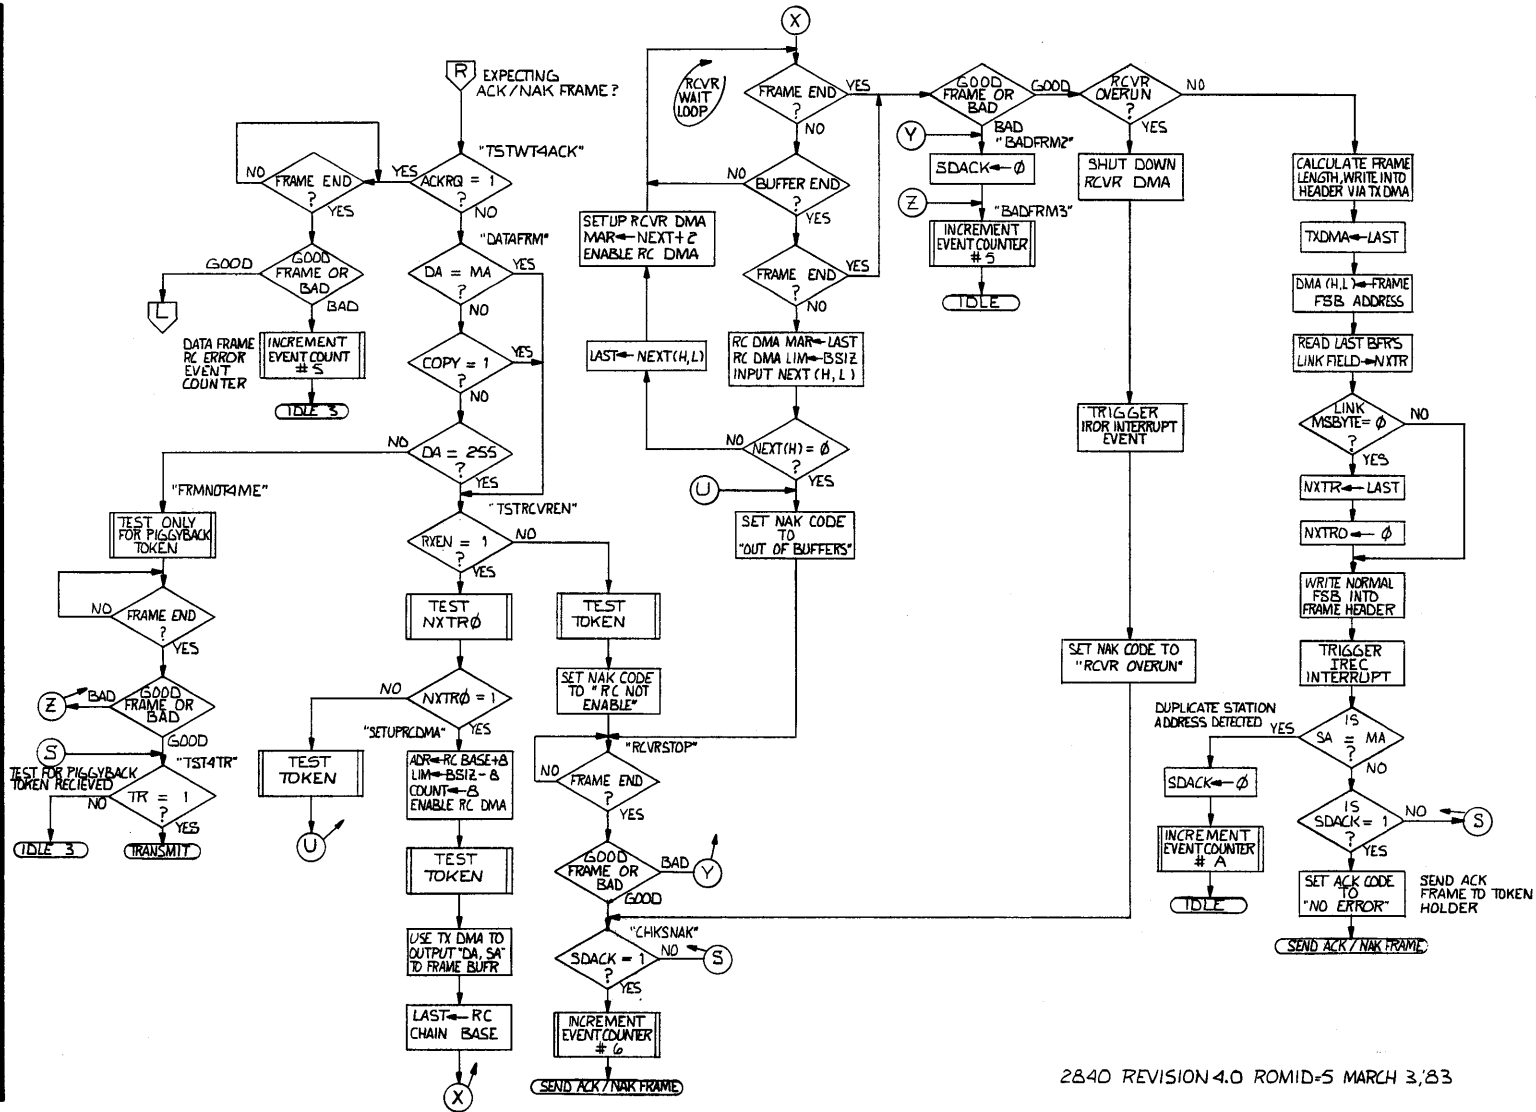 R
EXPECTING
ACK/NAK FRAME?
"TSTWT4ACK"
ACKRQ = 1
?
YES
NO
FRAME END
?
NO
YES
GOOD
FRAME OR
BAD
GOOD
BAD
L
DATA FRAME
RC ERROR
EVENT
COUNTER
INCREMENT
EVENT COUNT
# 5
IDLE 3
"DATAFRM"
DA = MA
?
YES
NO
COPY = 1
?
YES
NO
DA = 255
?
NO
YES
"FRMNOT4ME"
TEST ONLY
FOR PIGGYBACK
TOKEN
FRAME END
?
NO
YES
GOOD
FRAME OR
BAD
BAD
Z
GOOD
S
"TST4TR"
TEST FOR PIGGYBACK
TOKEN RECIEVED
TR = 1
?
NO
YES
IDLE 3
TRANSMIT
"TSTRCVREN"
RXEN = 1
?
NO
YES
TEST
NXTRØ
NXTRØ = 1
?
NO
YES
TEST
TOKEN
U
"SETUPRCDMA"
ADR←RC BASE+8
LIM←BSIZ-8
COUNT←8
ENABLE RC DMA
TEST
TOKEN
USE TX DMA TO
OUTPUT "DA, SA"
TO FRAME BUFR
LAST←RC
CHAIN BASE
X
TEST
TOKEN
SET NAK CODE
TO "RC NOT
ENABLE"
"RCVRSTOP"
FRAME END
?
NO
YES
GOOD
FRAME OR
BAD
BAD
Y
GOOD
"CHKSNAK"
SDACK = 1
?
NO
S
YES
INCREMENT
EVENT COUNTER
# 6
SEND ACK / NAK FRAME
X
RCVR
WAIT
LOOP
FRAME END
?
YES
NO
BUFFER END
?
NO
YES
SETUP RCVR DMA
MAR←NEXT+2
ENABLE RC DMA
FRAME END
?
YES
NO
LAST←NEXT(H,L)
RC DMA MAR←LAST
RC DMA LIM←BSIZ
INPUT NEXT (H, L)
NEXT(H)= Ø
?
NO
YES
U
SET NAK CODE
TO
"OUT OF BUFFERS"
GOOD
FRAME OR
BAD
GOOD
BAD
Y
"BADFRM2"
SDACK←Ø
Z
"BADFRM3"
INCREMENT
EVENT COUNTER
# 5
IDLE
RCVR
OVERUN
?
NO
YES
SHUT DOWN
RCVR DMA
TRIGGER
IROR INTERRUPT
EVENT
SET NAK CODE TO
"RCVR OVERUN"
CALCULATE FRAME
LENGTH, WRITE INTO
HEADER VIA TX DMA
TXDMA←LAST
DMA (H,L)←FRAME
FSB ADDRESS
READ LAST BFR'S
LINK FIELD→NXTR
LINK
MSBYTE= Ø
?
NO
YES
NXTR←LAST
NXTRO←Ø
WRITE NORMAL
FSB INTO
FRAME HEADER
TRIGGER
IREC
INTERRUPT
DUPLICATE STATION
ADDRESS DETECTED
IS
SA = MA
?
YES
NO
SDACK←Ø
INCREMENT
EVENT COUNTER
# A
IDLE
IS
SDACK = 1
?
NO
S
YES
SET ACK CODE
TO
"NO ERROR"
SEND ACK
FRAME TO TOKEN
HOLDER
SEND ACK / NAK FRAME
2840 REVISION 4.0 ROMID=5 MARCH 3,'83